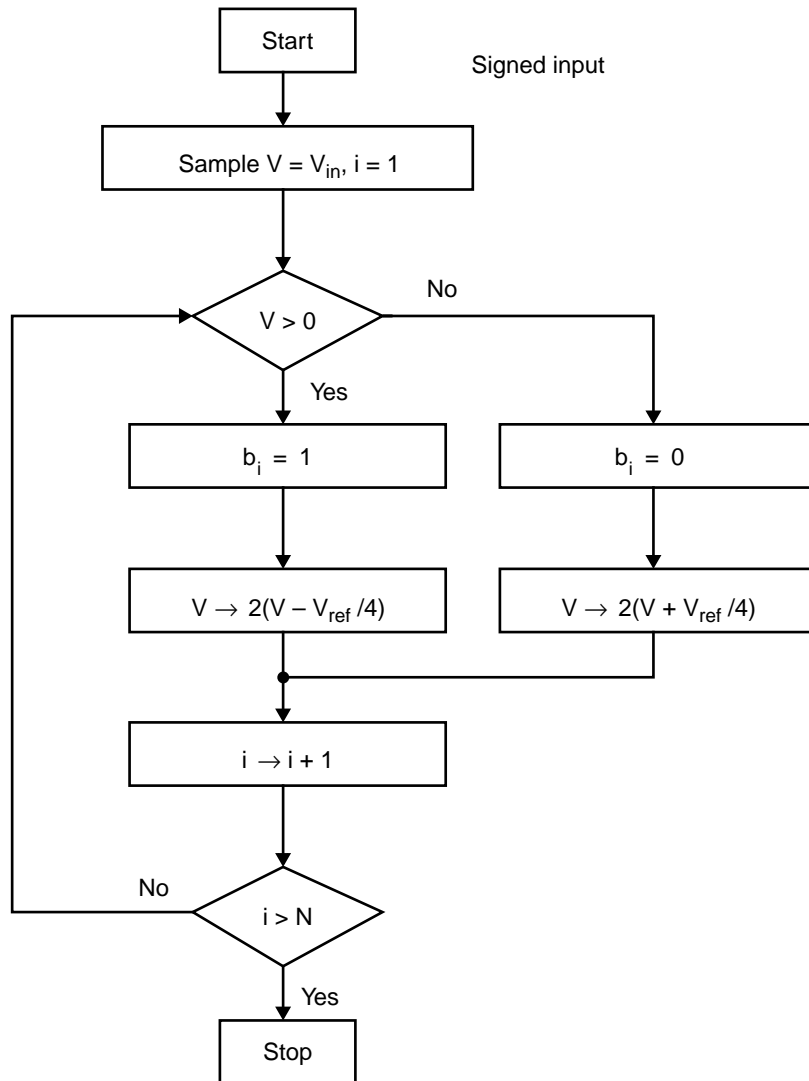 Start
Signed input
Sample V = V_in, i = 1
V > 0
No
Yes
b_i = 1
b_i = 0
V → 2(V – V_ref /4)
V → 2(V + V_ref /4)
i → i + 1
No
i > N
Yes
Stop